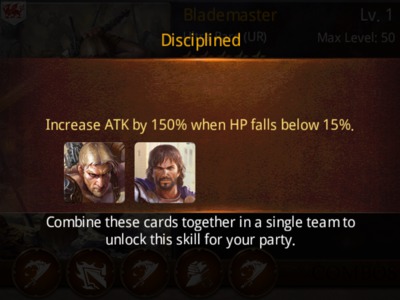 Blademaster Lv. 1
Disciplined
(UR) Max Level: 50
Increase ATK by 150% when HP falls below 15%.
Combine these cards together in a single team to
unlock this skill for your party.